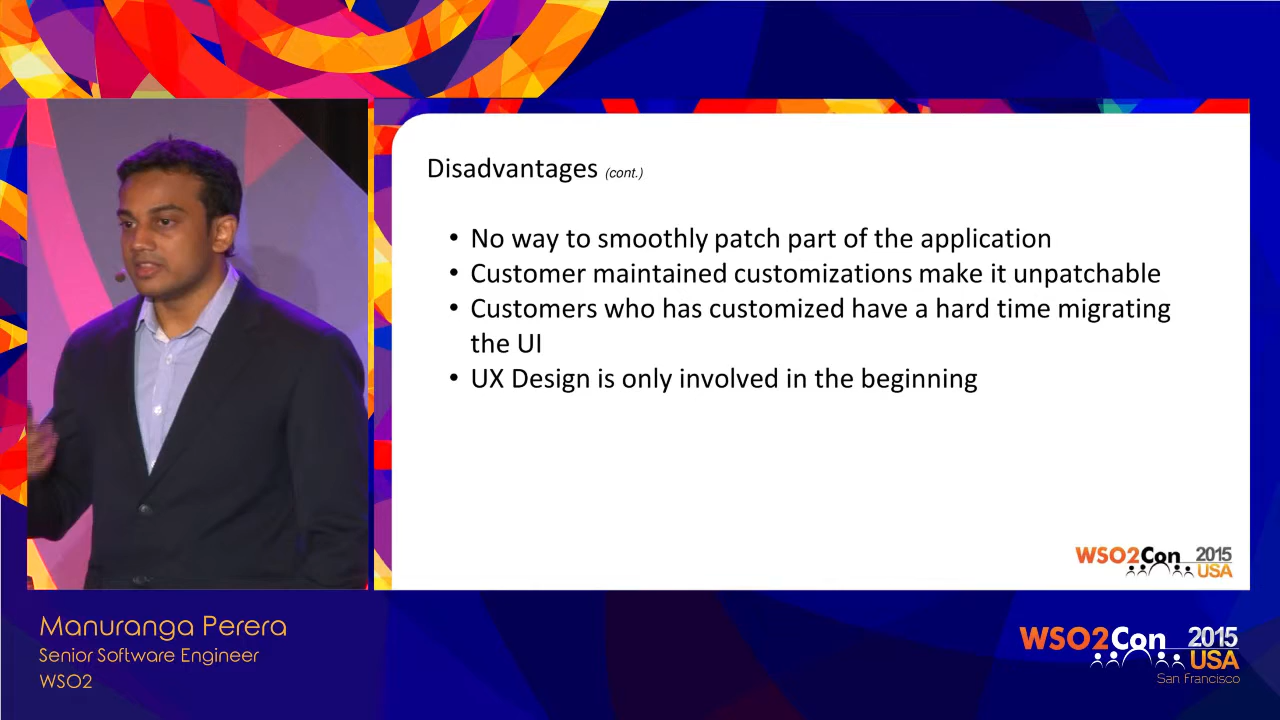 Disadvantages (cont.)
• No way to smoothly patch part of the application
• Customer maintained customizations make it unpatchable
• Customers who has customized have a hard time migrating
the UI
• UX Design is only involved in the beginning
WSO2Con 2015
USA
Manuranga Perera
Senior Software Engineer
WSO2
WSO2Con 2015
USA
San Francisco